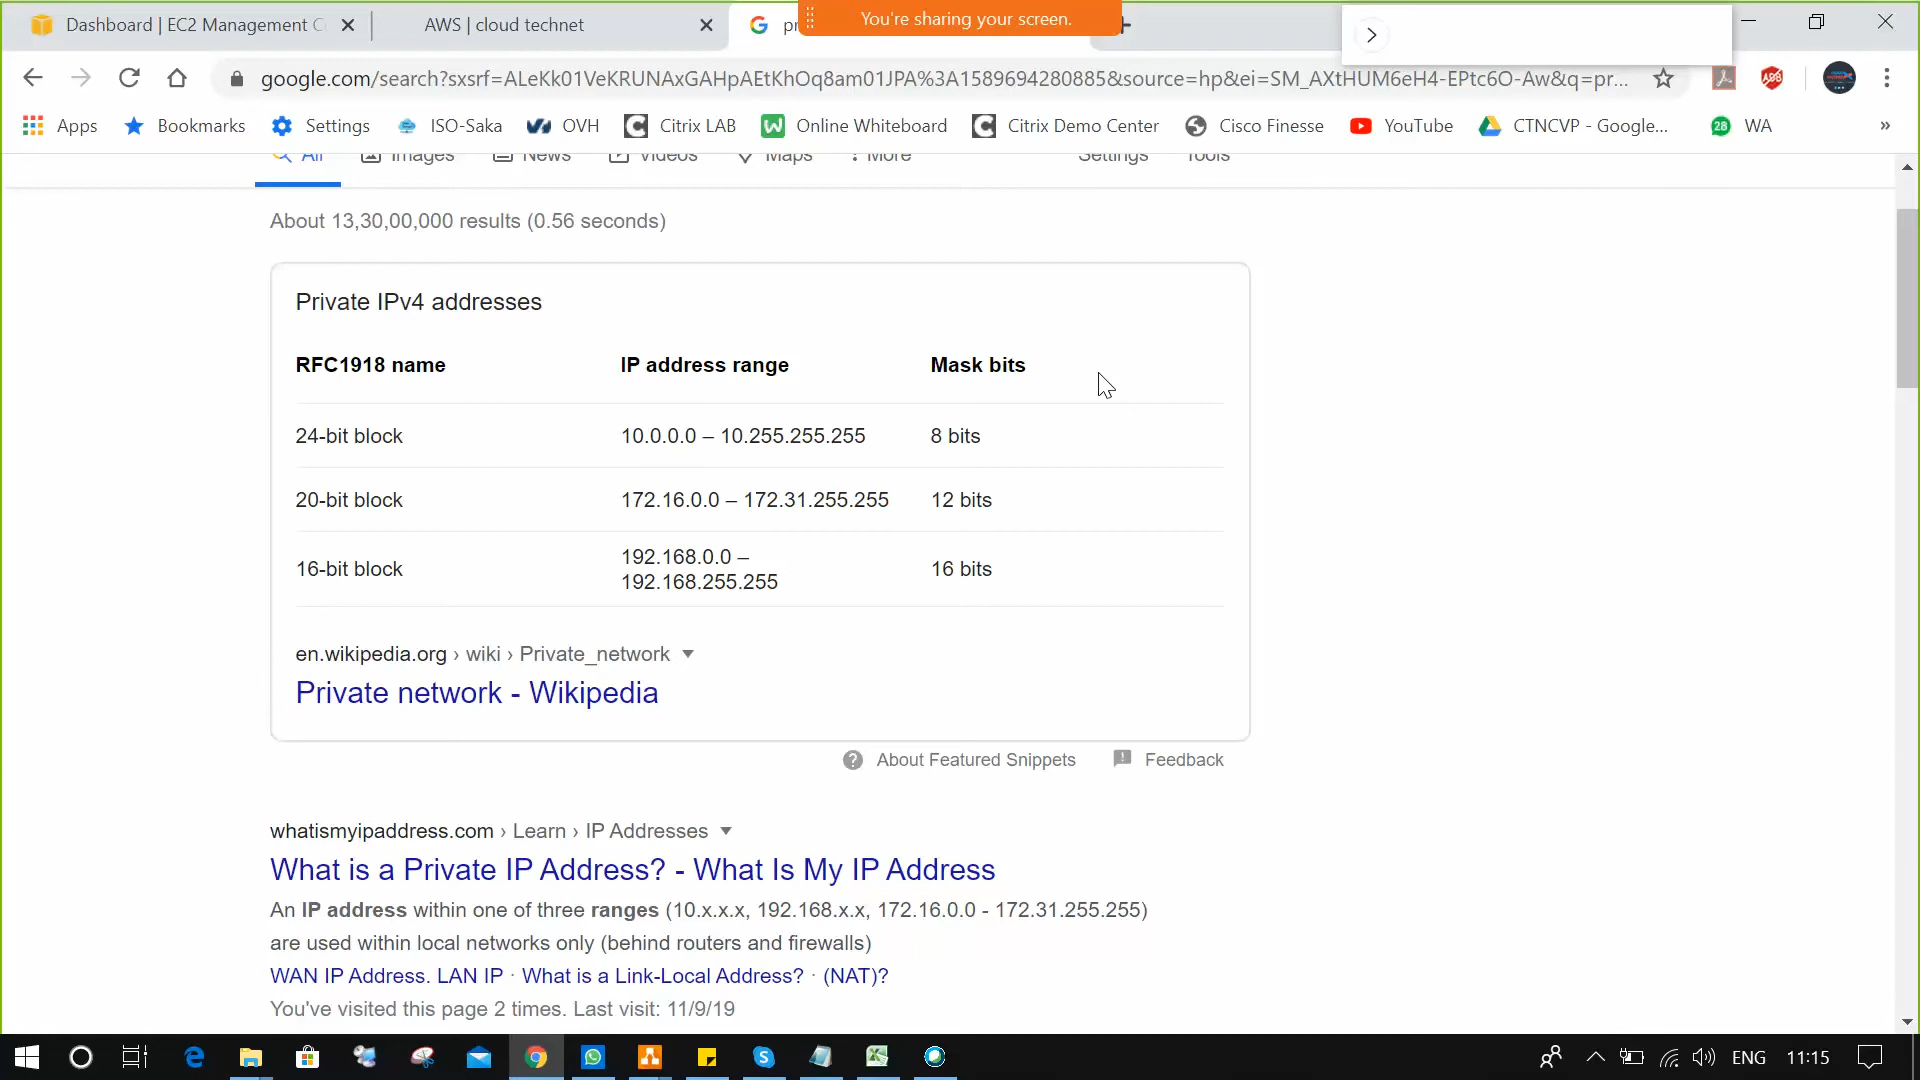 Dashboard | EC2 Management C
AWS | cloud technet
You're sharing your screen.
google.com/search?sxsrf=ALeKk01VeKRUNAxGAHpAEtKhOq8am01JPA%3A1589694280885&source=hp&ei=SM_AXtHUM6eH4-EPtc6O-Aw&q=pr...
Apps Bookmarks Settings ISO-Saka OVH Citrix LAB Online Whiteboard Citrix Demo Center Cisco Finesse YouTube CTNCVP - Google... 28 WA »
All Images News Videos Maps More Settings Tools
About 13,30,00,000 results (0.56 seconds)
Private IPv4 addresses
RFC1918 name IP address range Mask bits
24-bit block 10.0.0.0 – 10.255.255.255 8 bits
20-bit block 172.16.0.0 – 172.31.255.255 12 bits
16-bit block 192.168.0.0 – 16 bits
192.168.255.255
en.wikipedia.org › wiki › Private_network
Private network - Wikipedia
About Featured Snippets Feedback
whatismyipaddress.com › Learn › IP Addresses
What is a Private IP Address? - What Is My IP Address
An IP address within one of three ranges (10.x.x.x, 192.168.x.x, 172.16.0.0 - 172.31.255.255)
are used within local networks only (behind routers and firewalls)
WAN IP Address. LAN IP · What is a Link-Local Address? · (NAT)?
You've visited this page 2 times. Last visit: 11/9/19
ENG 11:15